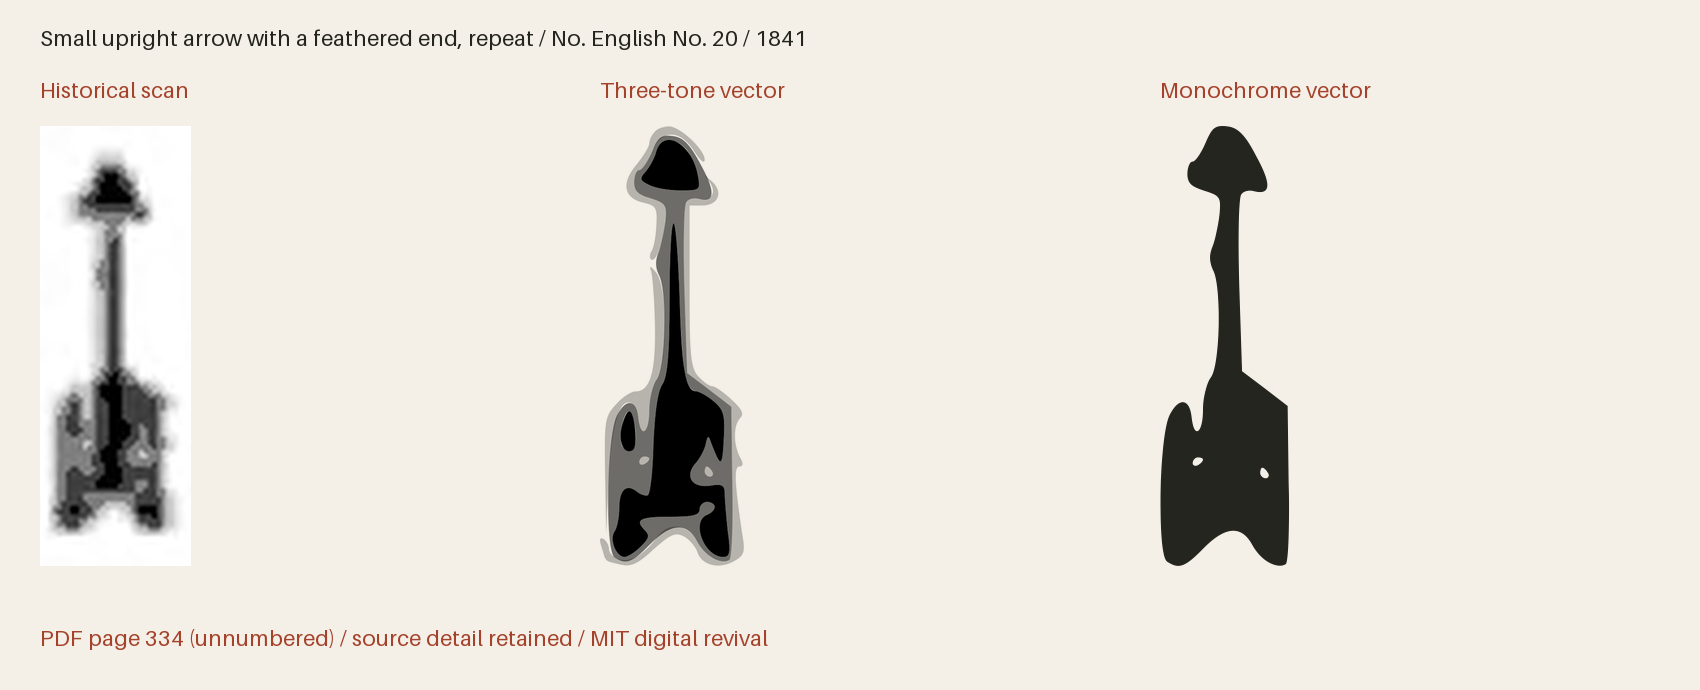 Small upright arrow with a feathered end, repeat / No. English No. 20 / 1841
Historical scan
Three-tone vector
Monochrome vector
PDF page 334 (unnumbered) / source detail retained / MIT digital revival